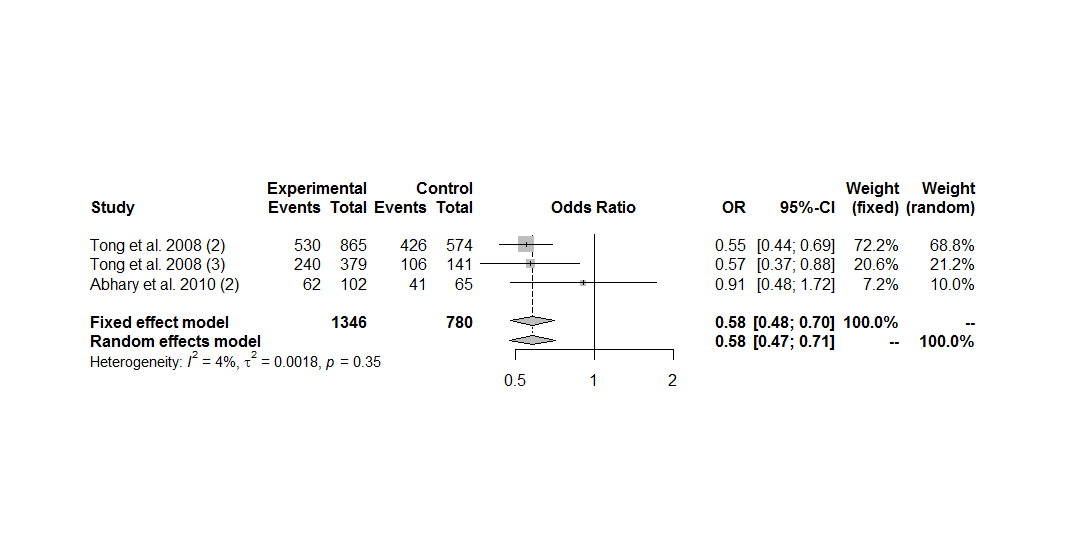 Experimental Control Weight Weight
Study Events Total Events Total Odds Ratio OR 95%-CI (fixed) (random)
Tong et al. 2008 (2) 530 865 426 574 0.55 [0.44; 0.69] 72.2% 68.8%
Tong et al. 2008 (3) 240 379 106 141 0.57 [0.37; 0.88] 20.6% 21.2%
Abhary et al. 2010 (2) 62 102 41 65 0.91 [0.48; 1.72] 7.2% 10.0%
Fixed effect model 1346 780 0.58 [0.48; 0.70] 100.0% --
Random effects model 0.58 [0.47; 0.71] -- 100.0%
Heterogeneity: I² = 4%, τ² = 0.0018, p = 0.35
0.5 1 2